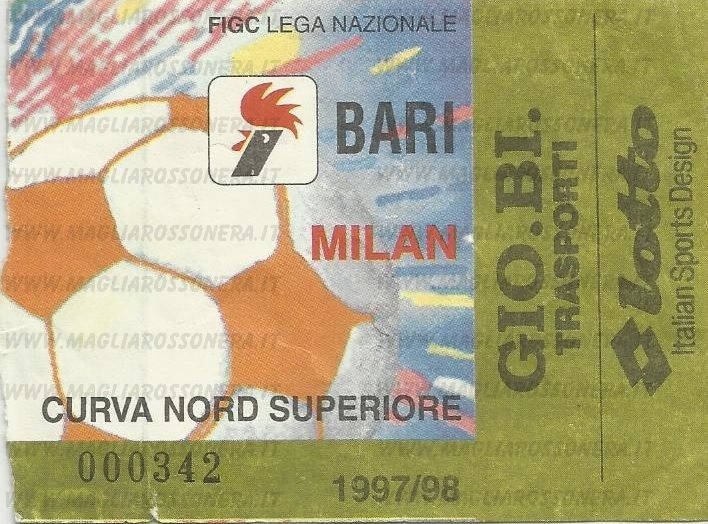 FIGC LEGA NAZIONALE
BARI
MILAN
CURVA NORD SUPERIORE
000342
1997/98
GIO.BI.
TRASPORTI
lotto
Italian Sports Design
WWW.MAGLIAROSSONERA.IT